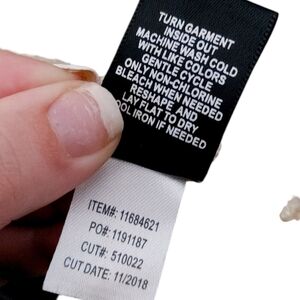 TURN GARMENT
INSIDE OUT
MACHINE WASH COLD
WITH LIKE COLORS
GENTLE CYCLE
ONLY NON-CHLORINE
BLEACH WHEN NEEDED
RESHAPE AND
LAY FLAT TO DRY
OOL IRON IF NEEDED
ITEM#: 11684621
PO#: 1191187
CUT#: 510022
CUT DATE: 11/2018